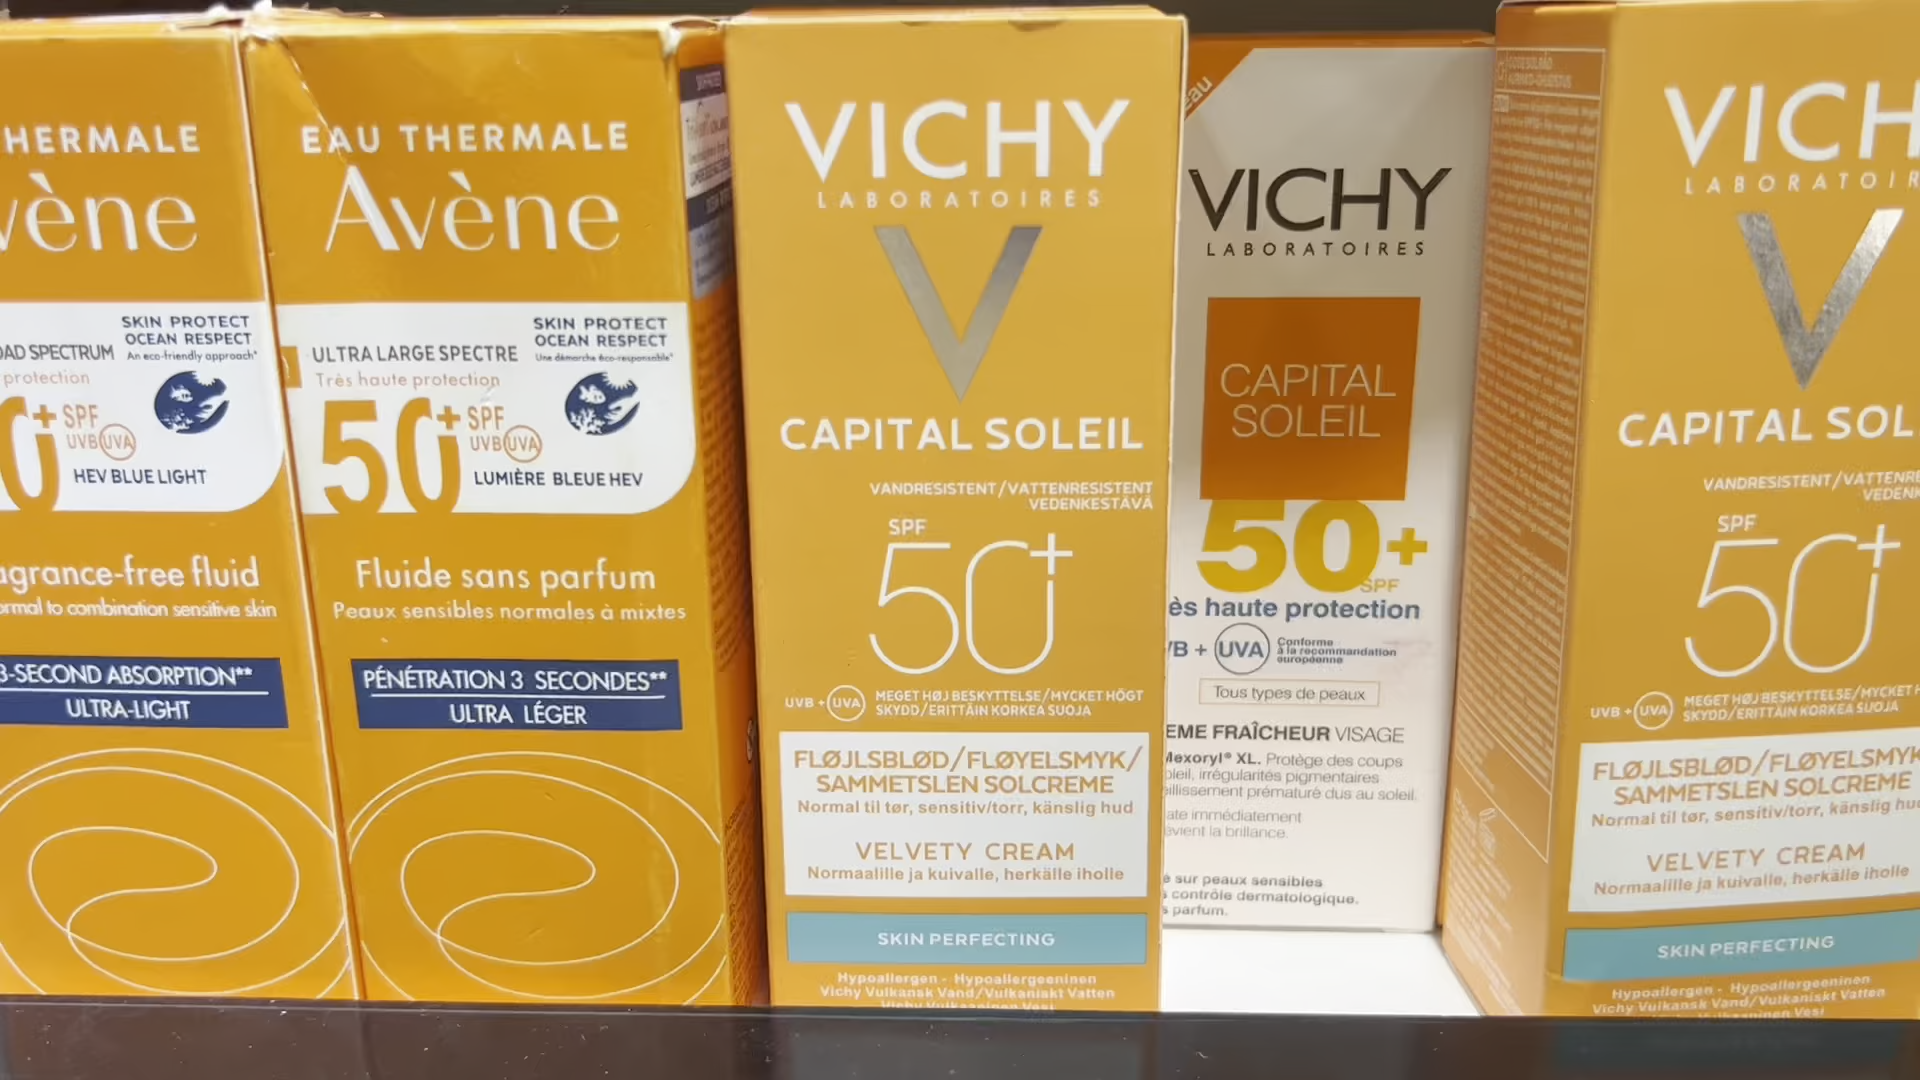 HERMALE
vène
SKIN PROTECT
OCEAN RESPECT
An eco-friendly approach*
OAD SPECTRUM
protection
0+ SPF
UVB UVA
HEV BLUE LIGHT
agrance-free fluid
ormal to combination sensitive skin
3-SECOND ABSORPTION**
ULTRA-LIGHT
EAU THERMALE
Avène
SKIN PROTECT
OCEAN RESPECT
Une démarche éco-responsable*
ULTRA LARGE SPECTRE
Très haute protection
50+ SPF
UVB UVA
LUMIÈRE BLEUE HEV
Fluide sans parfum
Peaux sensibles normales à mixtes
PÉNÉTRATION 3 SECONDES**
ULTRA LÉGER
VICHY
LABORATOIRES
V
CAPITAL SOLEIL
VANDRESISTENT/VATTENRESISTENT
VEDENKESTÄVÄ
SPF
50+
UVB + UVA
MEGET HØJ BESKYTTELSE/MYCKET HÖGT
SKYDD/ERITTÄIN KORKEA SUOJA
FLØJLSBLØD/FLØYELSMYK/
SAMMETSLEN SOLCREME
Normal til tør, sensitiv/torr, känslig hud
VELVETY CREAM
Normaalille ja kuivalle, herkälle iholle
SKIN PERFECTING
Hypoallergen - Hypoallergeeninen
Vichy Vulkansk Vand/Vulkaniskt Vatten
eau
VICHY
LABORATOIRES
CAPITAL
SOLEIL
50+
SPF
ès haute protection
VB + UVA
Conforme
à la recommandation
européenne
Tous types de peaux
EME FRAÎCHEUR VISAGE
Mexoryl® XL. Protège des coups
oleil, irrégularités pigmentaires
eillissement prématuré dus au soleil.
ate immédiatement
évient la brillance.
é sur peaux sensibles
s contrôle dermatologique.
s parfum.
VICH
LABORATOIR
V
CAPITAL SOL
VANDRESISTENT/VATTENRE
VEDENK
SPF
50+
UVB + UVA
MEGET HØJ BESKYTTELSE/MYCKET H
SKYDD/ERITTÄIN KORKEA SUOJA
FLØJLSBLØD/FLØYELSMYK
SAMMETSLEN SOLCREME
Normal til tør, sensitiv/torr, känslig hud
VELVETY CREAM
Normaalille ja kuivalle, herkälle iholle
SKIN PERFECTING
Hypoallergen - Hypoallergeeninen
Vichy Vulkansk Vand/Vulkaniskt Vatten